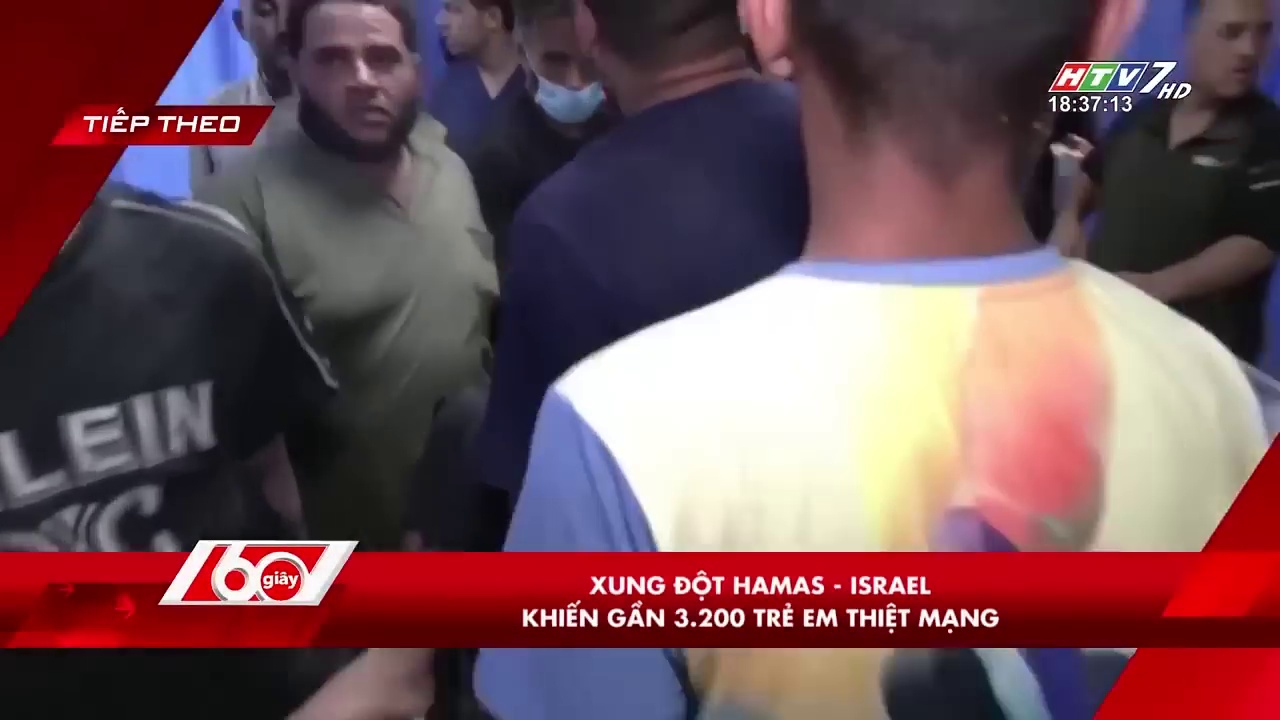 HTV7 HD
18:37:13
TIẾP THEO
LEIN
60 giây
XUNG ĐỘT HAMAS - ISRAEL
KHIẾN GẦN 3.200 TRẺ EM THIỆT MẠNG